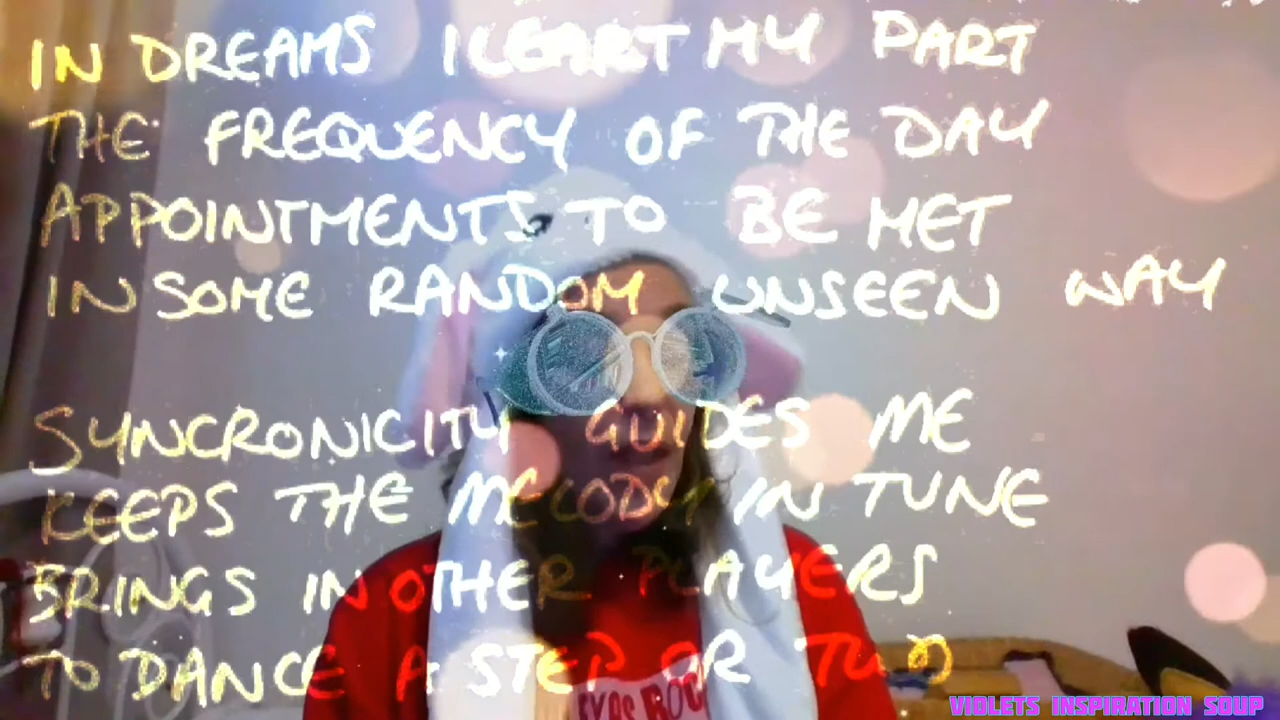 IN DREAMS I LEART MY PART
THE FREQUENCY OF THE DAY
APPOINTMENTS TO BE MET
IN SOME RANDOM UNSEEN WAY
SYNCRONICITY GUIDES ME
KEEPS THE MELODY IN TUNE
BRINGS IN OTHER PLAYERS
TO DANCE A STEP OR TWO
VIOLETS INSPIRATION SOUP